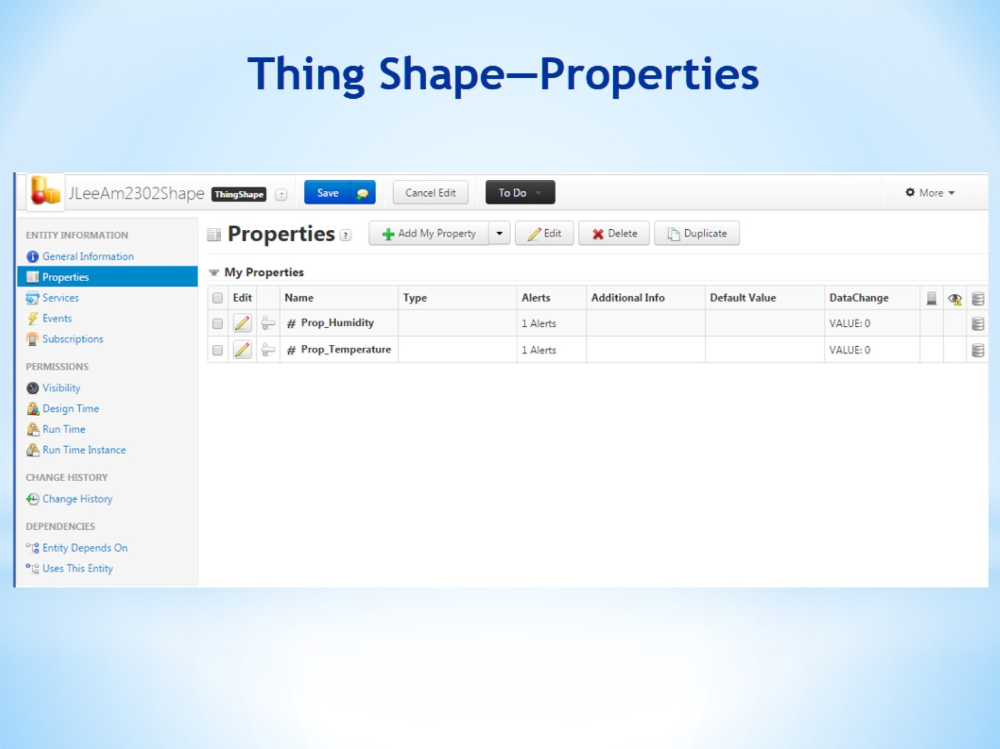 Thing Shape—Properties
JLeeAm2302Shape ThingShape ? Save Cancel Edit To Do More
ENTITY INFORMATION
General Information
Properties
Services
Events
Subscriptions
PERMISSIONS
Visibility
Design Time
Run Time
Run Time Instance
CHANGE HISTORY
Change History
DEPENDENCIES
Entity Depends On
Uses This Entity
Properties ? Add My Property Edit Delete Duplicate
My Properties
Edit Name Type Alerts Additional Info Default Value DataChange
# Prop_Humidity 1 Alerts VALUE: 0
# Prop_Temperature 1 Alerts VALUE: 0